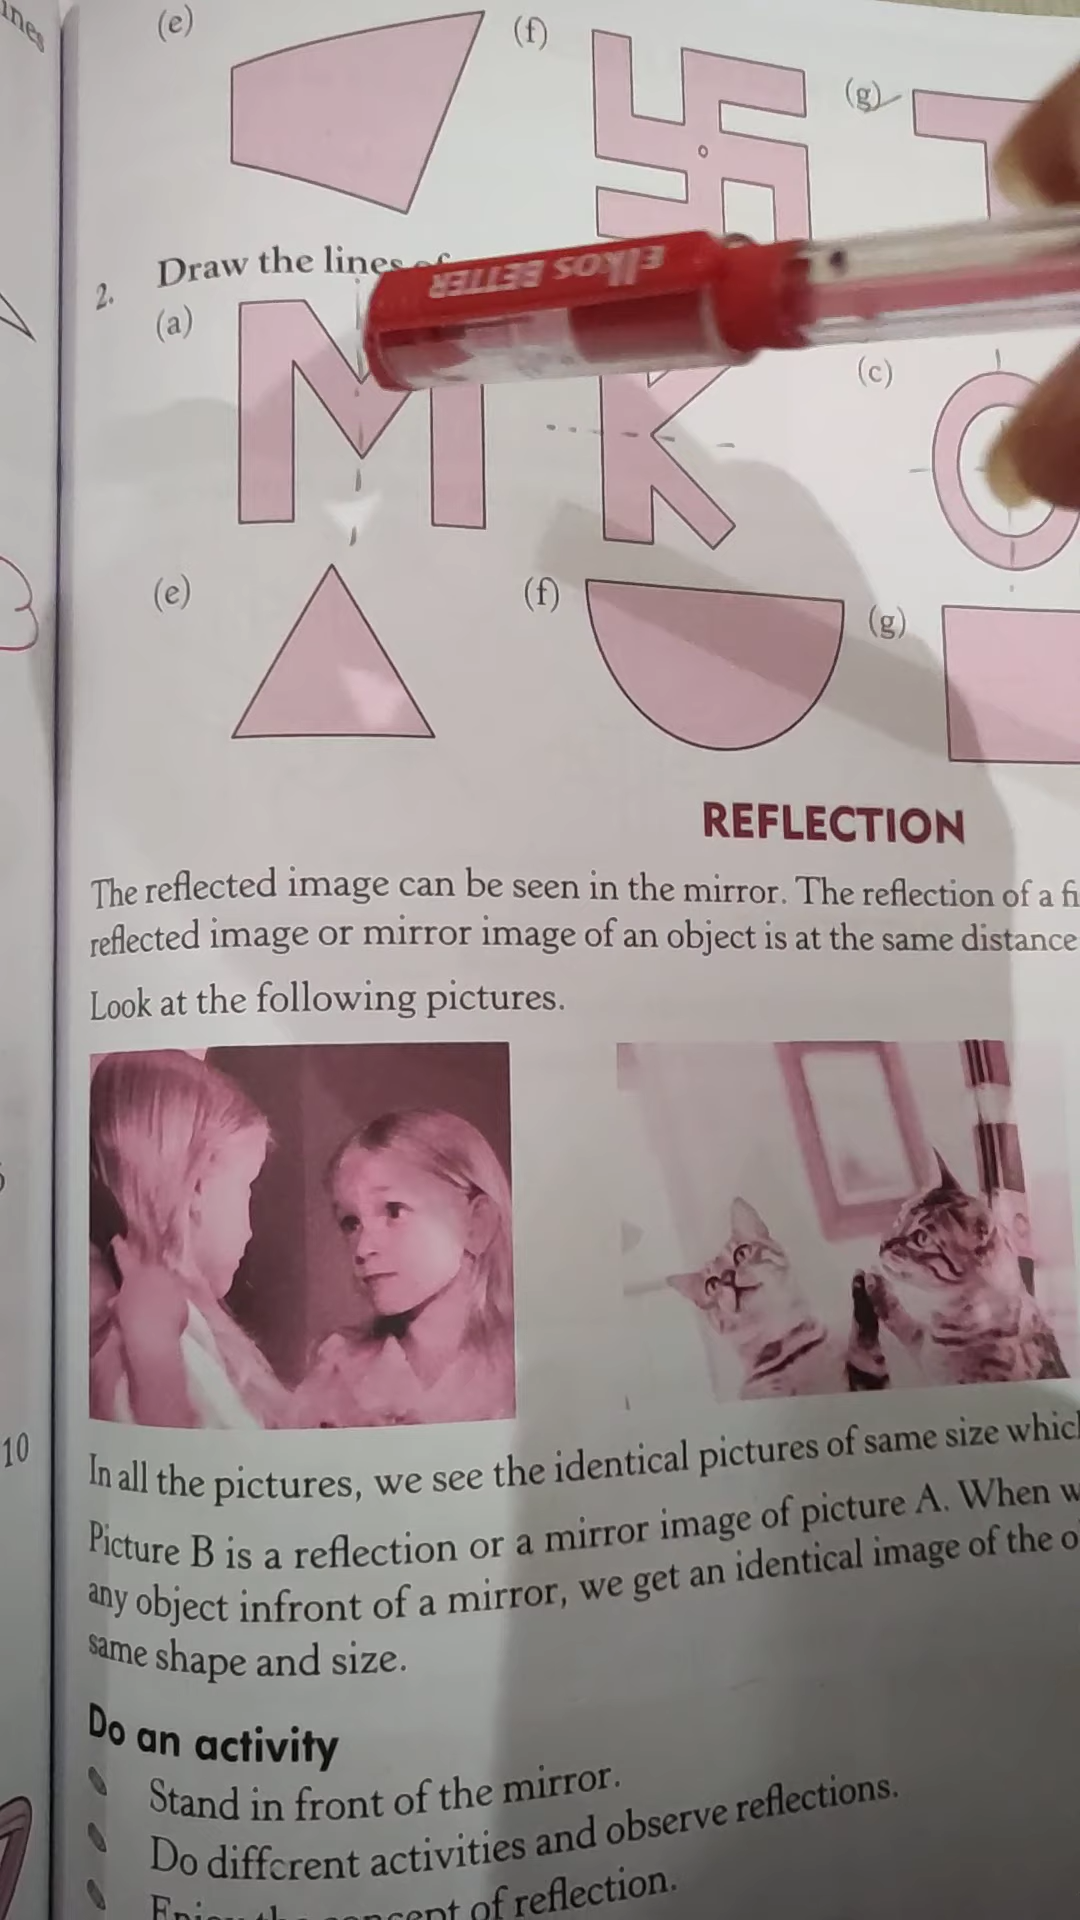 ines
(e)
(f)
(g)
2. Draw the lines
Elkos BETTER
(a)
M
K
(c)
(e)
(f)
(g)
REFLECTION
The reflected image can be seen in the mirror. The reflection of a
reflected image or mirror image of an object is at the same distance
Look at the following pictures.
10
In all the pictures, we see the identical pictures of same size
Picture B is a reflection or a mirror image of picture A. When
any object infront of a mirror, we get an identical image of the
same shape and size.
Do an activity
Stand in front of the mirror.
Do different activities and observe reflections.
of reflection.